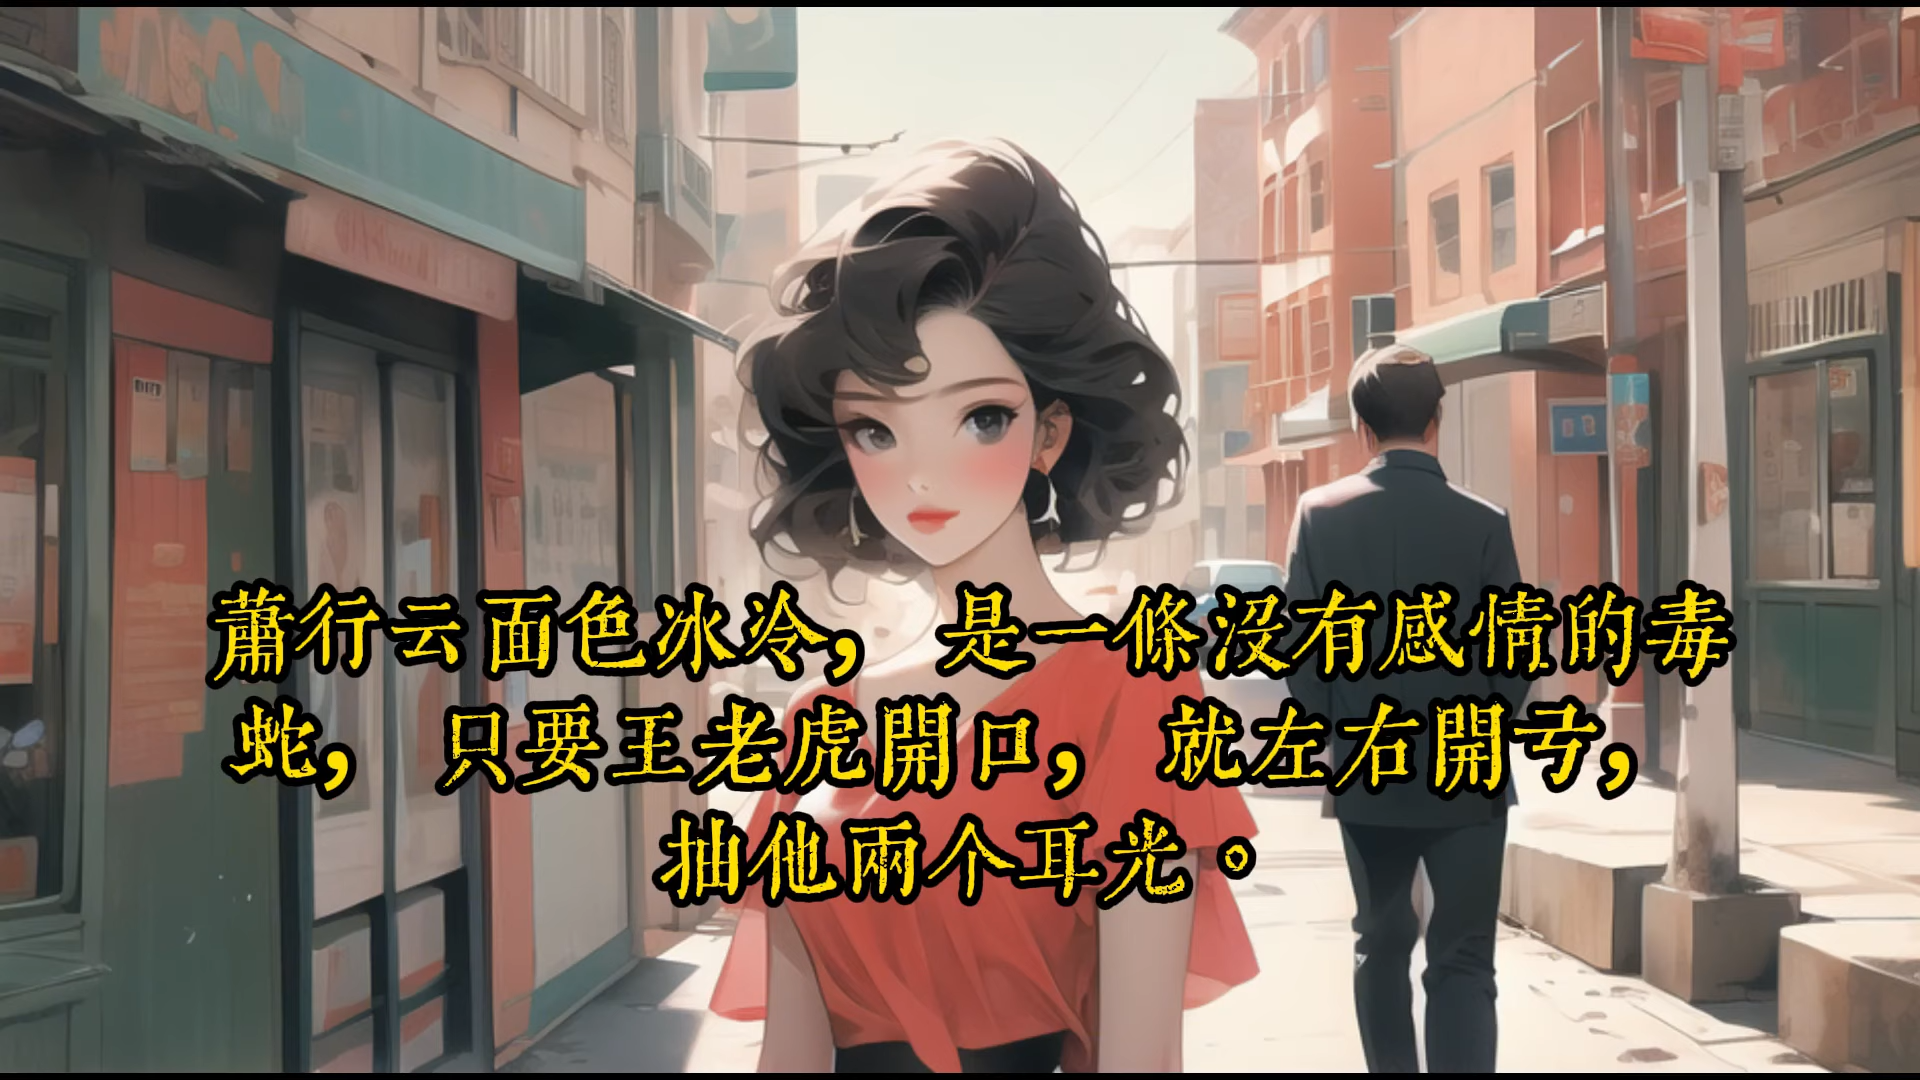 蕭行云面色冰冷，是一條沒有感情的毒
蛇，只要王老虎開口，就左右開弓，
抽他兩个耳光。